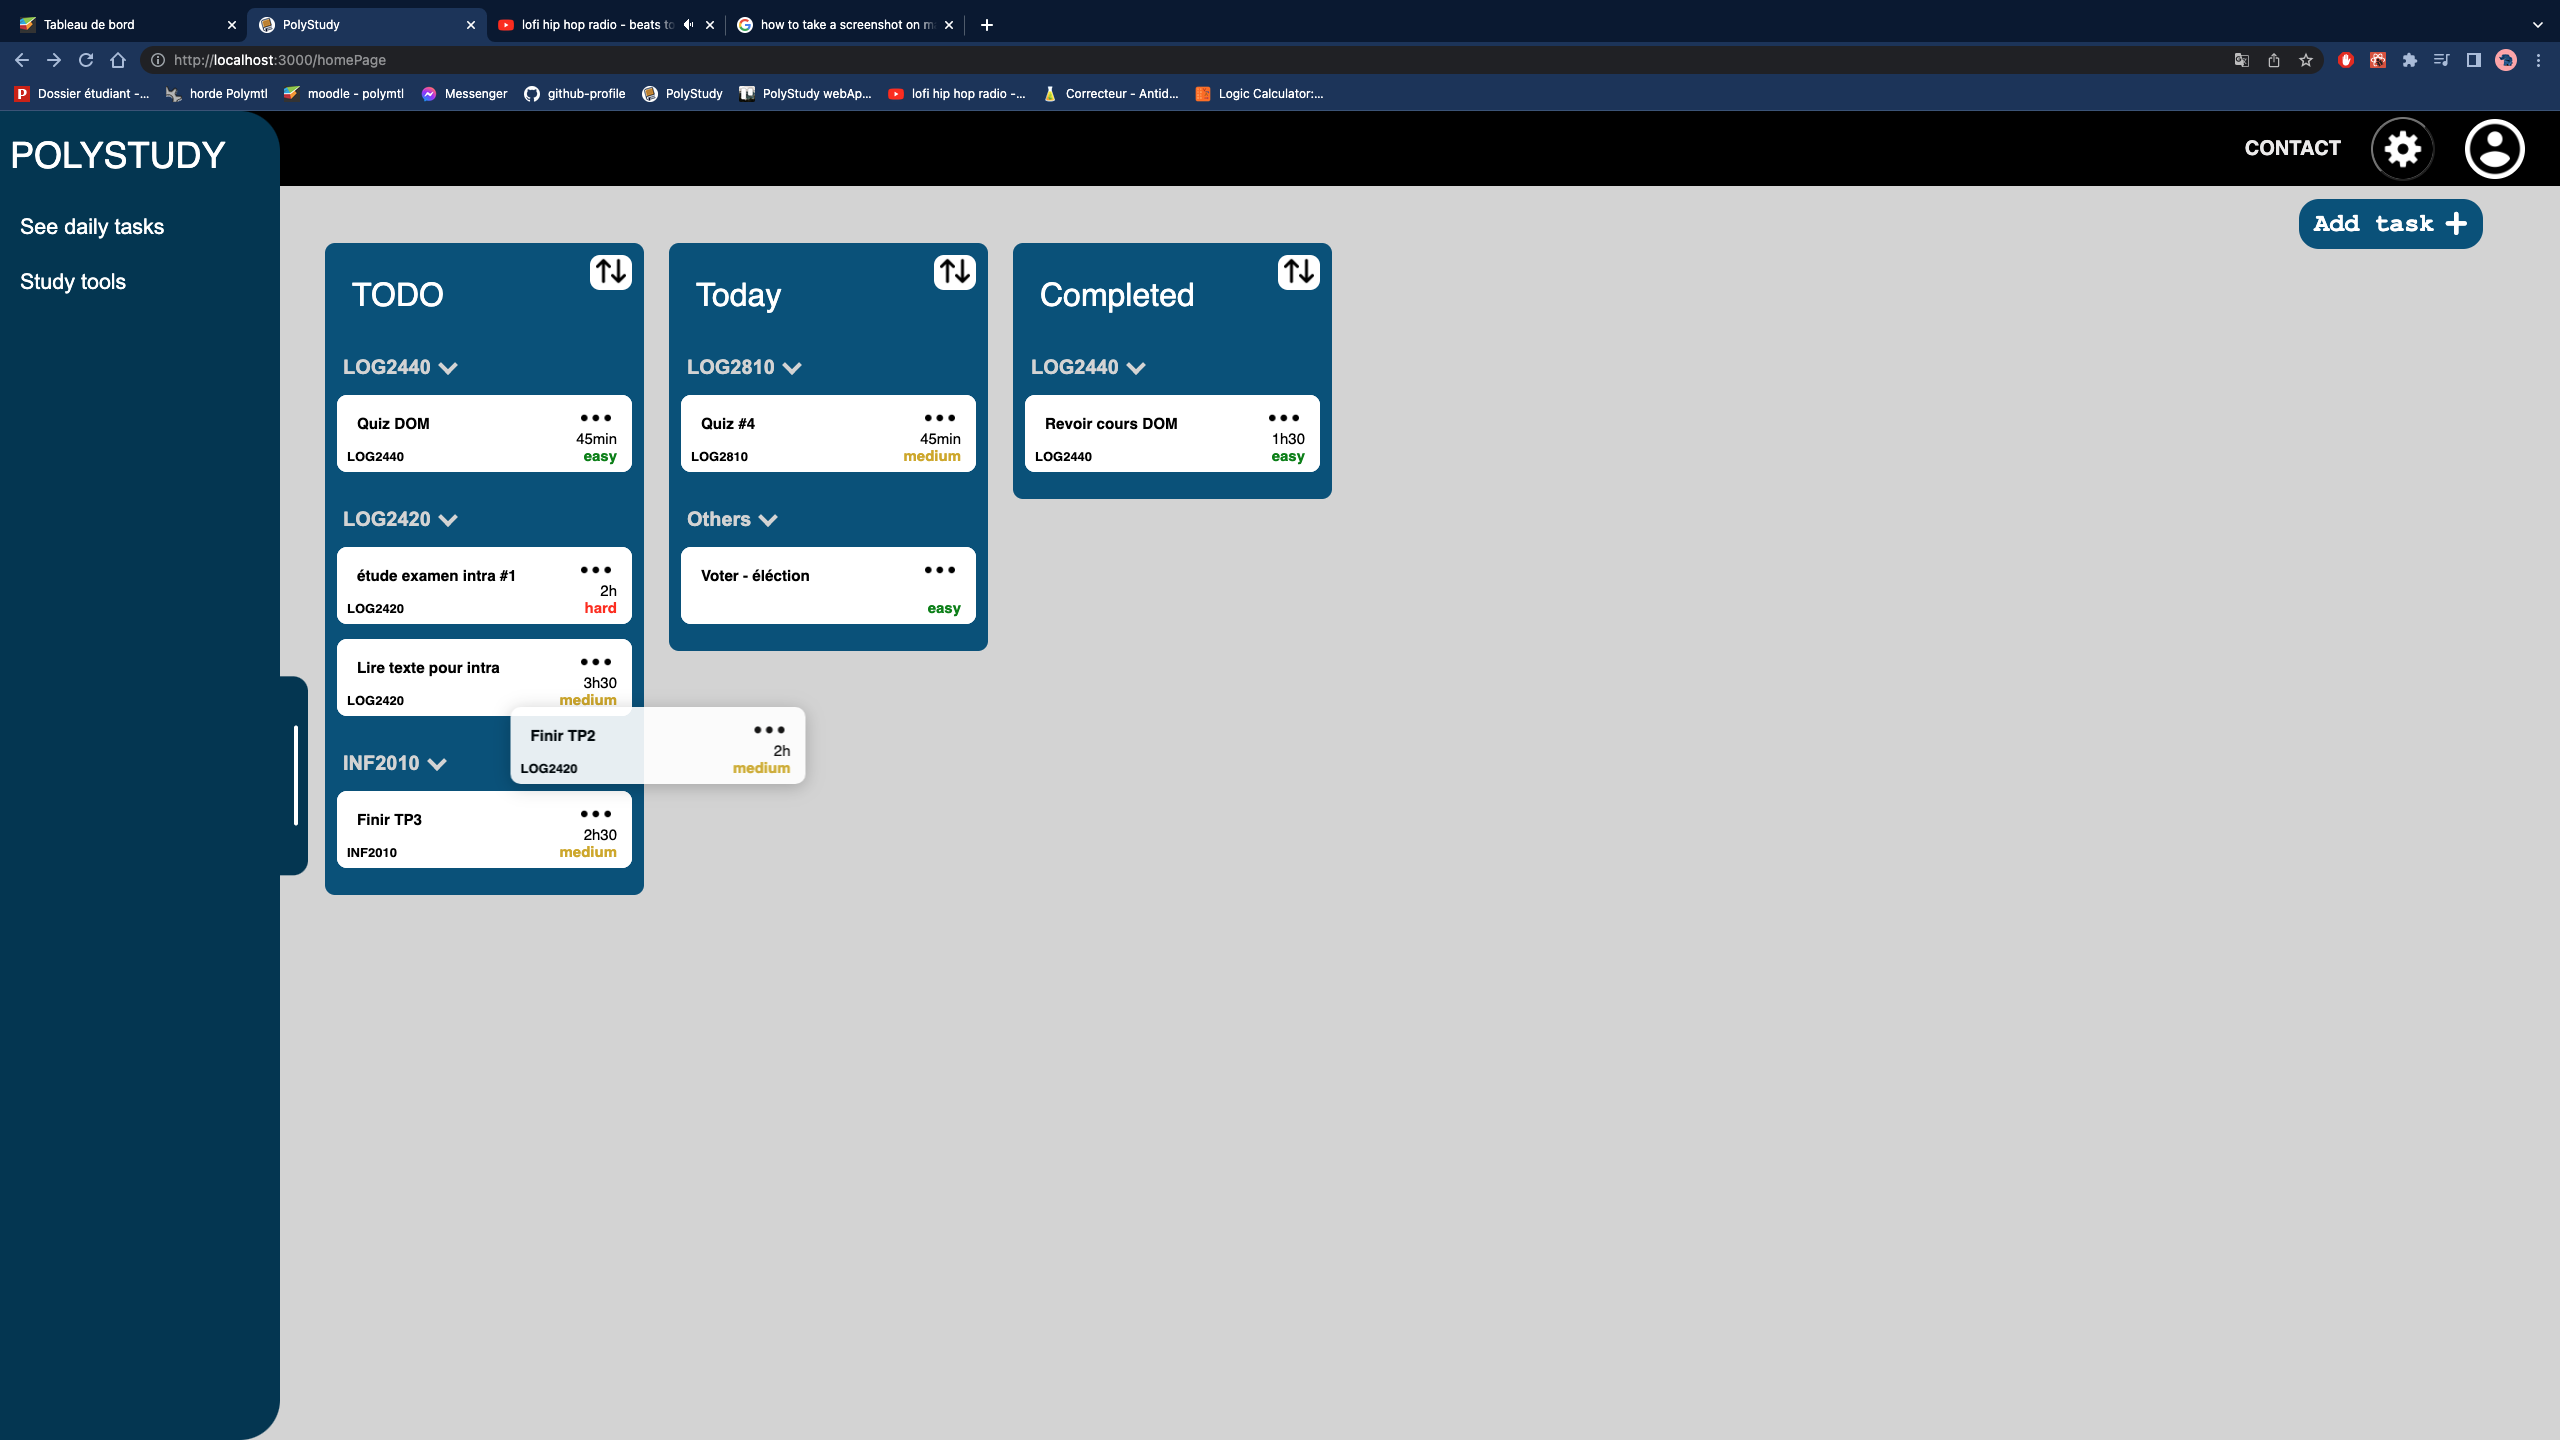 Tableau de bord
PolyStudy
lofi hip hop radio - beats to
how to take a screenshot on m
http://localhost:3000/homePage
Dossier étudiant -...
horde Polymtl
moodle - polymtl
Messenger
github-profile
PolyStudy
PolyStudy webAp...
lofi hip hop radio -...
Correcteur - Antid...
Logic Calculator:...
POLYSTUDY
CONTACT
See daily tasks
Study tools
Add task
TODO
LOG2440
Quiz DOM
45min
LOG2440
easy
LOG2420
étude examen intra #1
2h
LOG2420
hard
Lire texte pour intra
3h30
LOG2420
medium
Finir TP2
2h
LOG2420
medium
INF2010
Finir TP3
2h30
INF2010
medium
Today
LOG2810
Quiz #4
45min
LOG2810
medium
Others
Voter - éléction
easy
Completed
LOG2440
Revoir cours DOM
1h30
LOG2440
easy